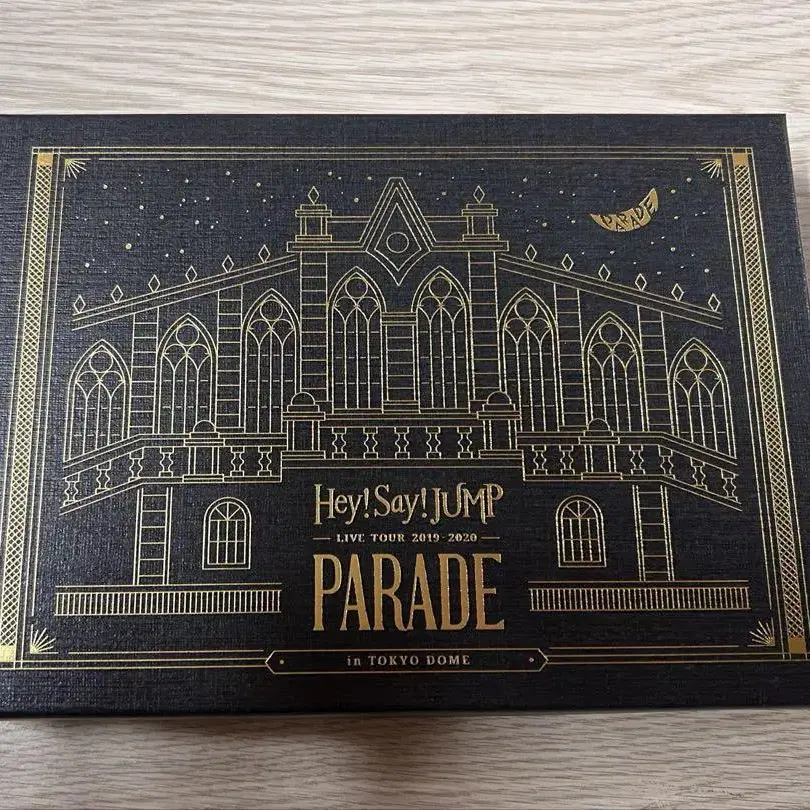 PARADE
Hey! Say! JUMP
LIVE TOUR 2019-2020
PARADE
in TOKYO DOME